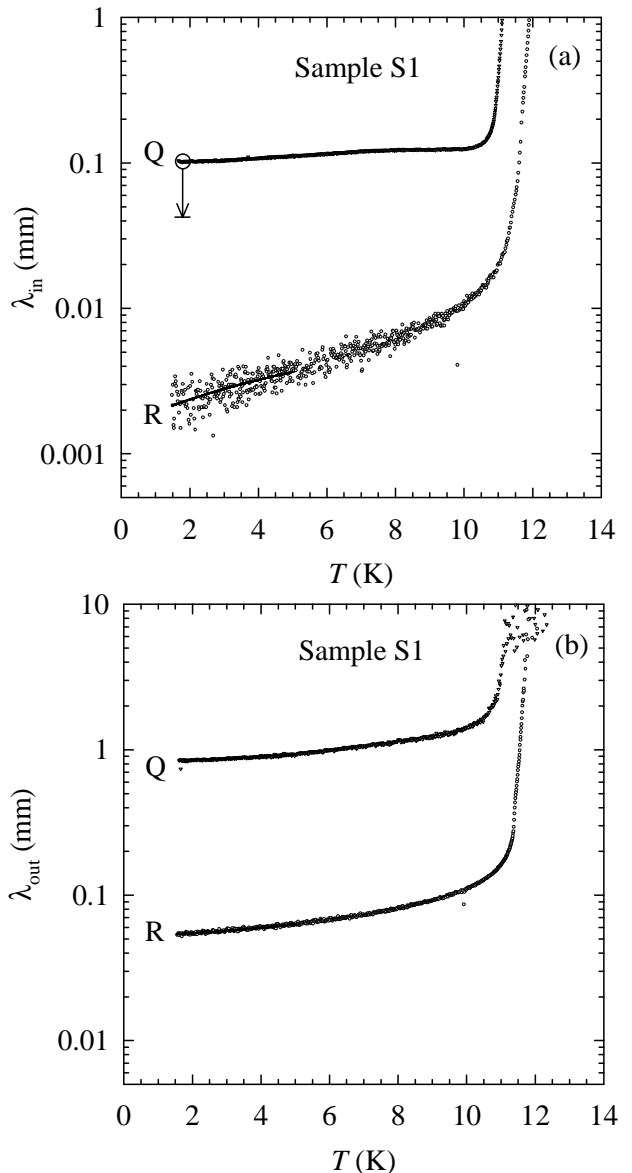 1
(a)
Sample S1
Q
0.1
λin (mm)
0.01
R
0.001
0 2 4 6 8 10 12 14
T (K)
10
Sample S1
(b)
1
Q
λout (mm)
0.1
R
0.01
0 2 4 6 8 10 12 14
T (K)